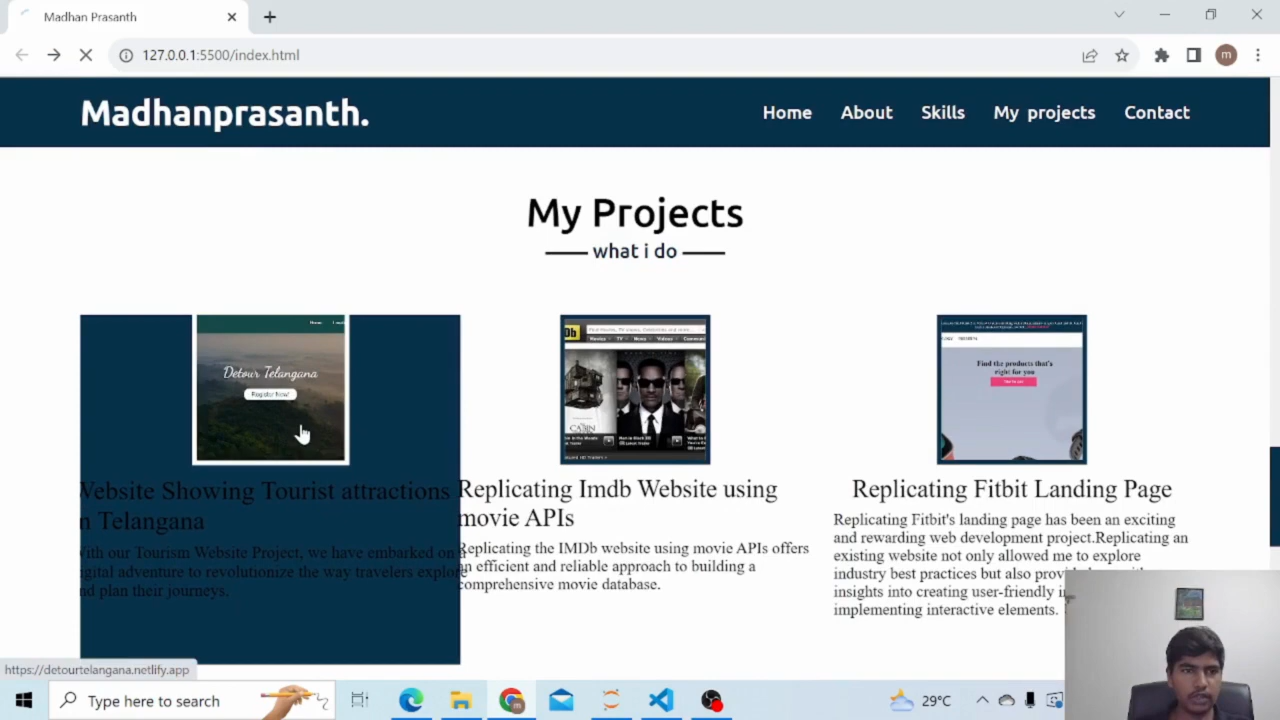 Madhan Prasanth
127.0.0.1:5500/index.html
m
Madhanprasanth.
Home About Skills My projects Contact
My Projects
what i do
Home
Detour Telangana
Register Now!
Find the products that's
right for you
Website Showing Tourist attractions
n Telangana
ith our Tourism Website Project, we have embarked on a
igital adventure to revolutionize the way travelers explore
nd plan their journeys.
Replicating Imdb Website using
movie APIs
Replicating the IMDb website using movie APIs offers
an efficient and reliable approach to building a
comprehensive movie database.
Replicating Fitbit Landing Page
Replicating Fitbit's landing page has been an exciting
and rewarding web development project.Replicating an
existing website not only allowed me to explore
industry best practices but also
insights into creating user-friendly
implementing interactive elements.
https://detourtelangana.netlify.app
Type here to search
29°C